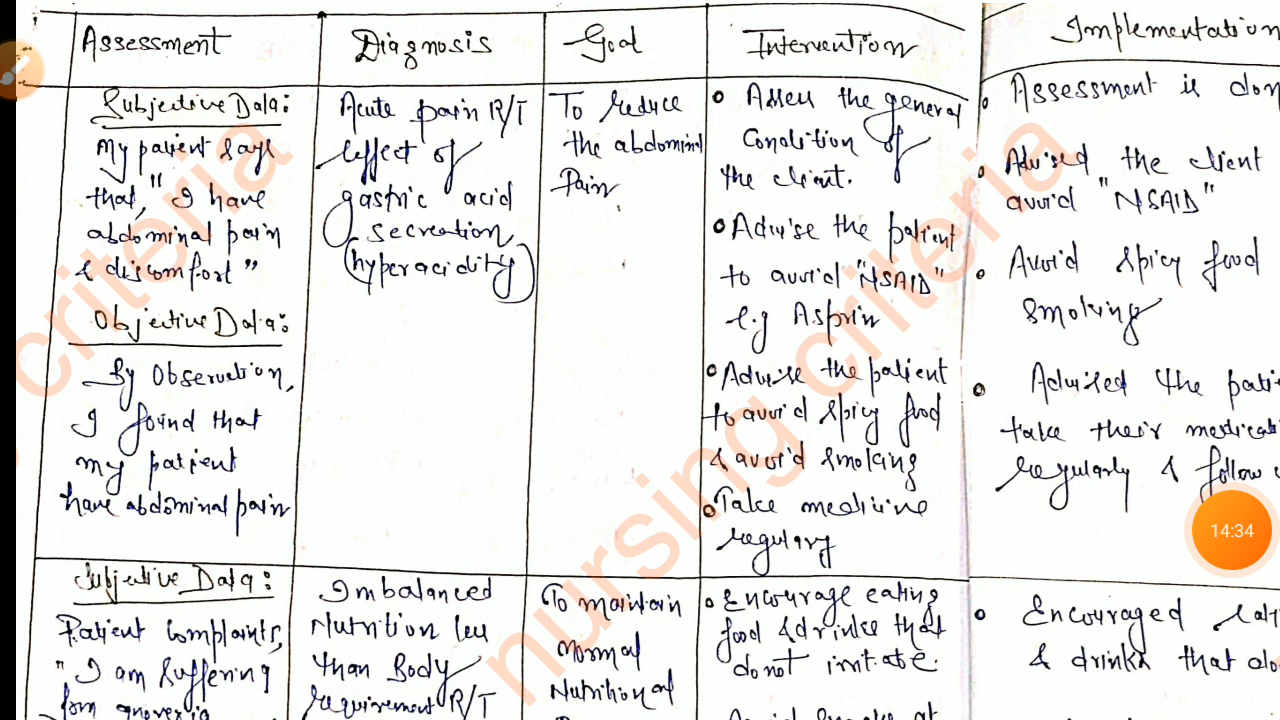 Assessment
Diagnosis
Goal
Intervention
Implementation
Subjective Data:
My patient says
that, "I have
abdominal pain
& discomfort"
Objective Data:
By Observation,
I found that
my patient
have abdominal pain
Acute pain R/T
effect of
gastric acid
secreation
(hyperacidity)
To reduce
the abdominal
Pain
Assess the general
Condition of
the client.
Advise the patient
to avoid "NSAID"
e.g Asprin
Advise the patient
to avoid spicy food
& avoid smoking
Take medicine
regulary
Assessment is don
Advised the client
avoid "NSAID"
Avoid spicy food
smoking
Advised the pati
take their medicat
regularly & follow
Subjective Data:
Patient complaints,
"I am suffering
from anorexia
Imbalanced
Nutrition less
than Body
requirement R/T
To maintain
normal
Nutritional
Encourage eating
food & drinks that
do not irritate
Encouraged eat
& drinks that do
nursing criteria
criteria
14:34